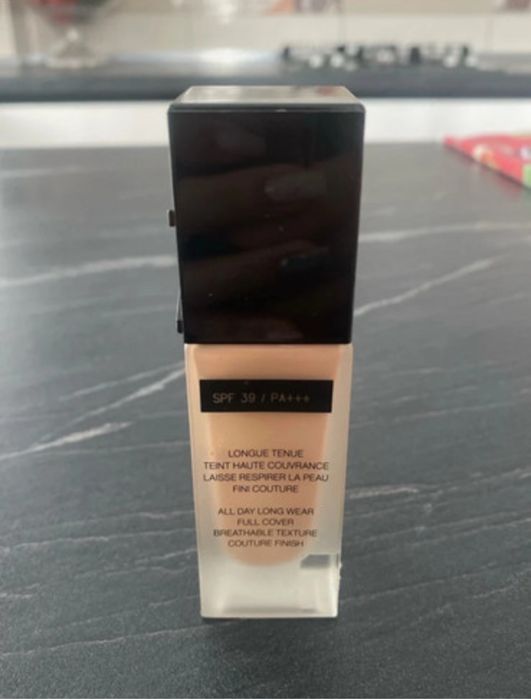 SPF 39 / PA+++
LONGUE TENUE
TEINT HAUTE COUVRANCE
LAISSE RESPIRER LA PEAU
FINI COUTURE
ALL DAY LONG WEAR
FULL COVER
BREATHABLE TEXTURE
COUTURE FINISH